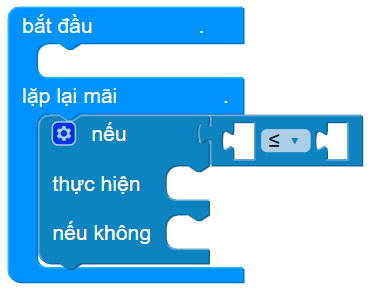 bắt đầu .
lặp lại mãi .
nếu ≤ ▼
thực hiện
nếu không